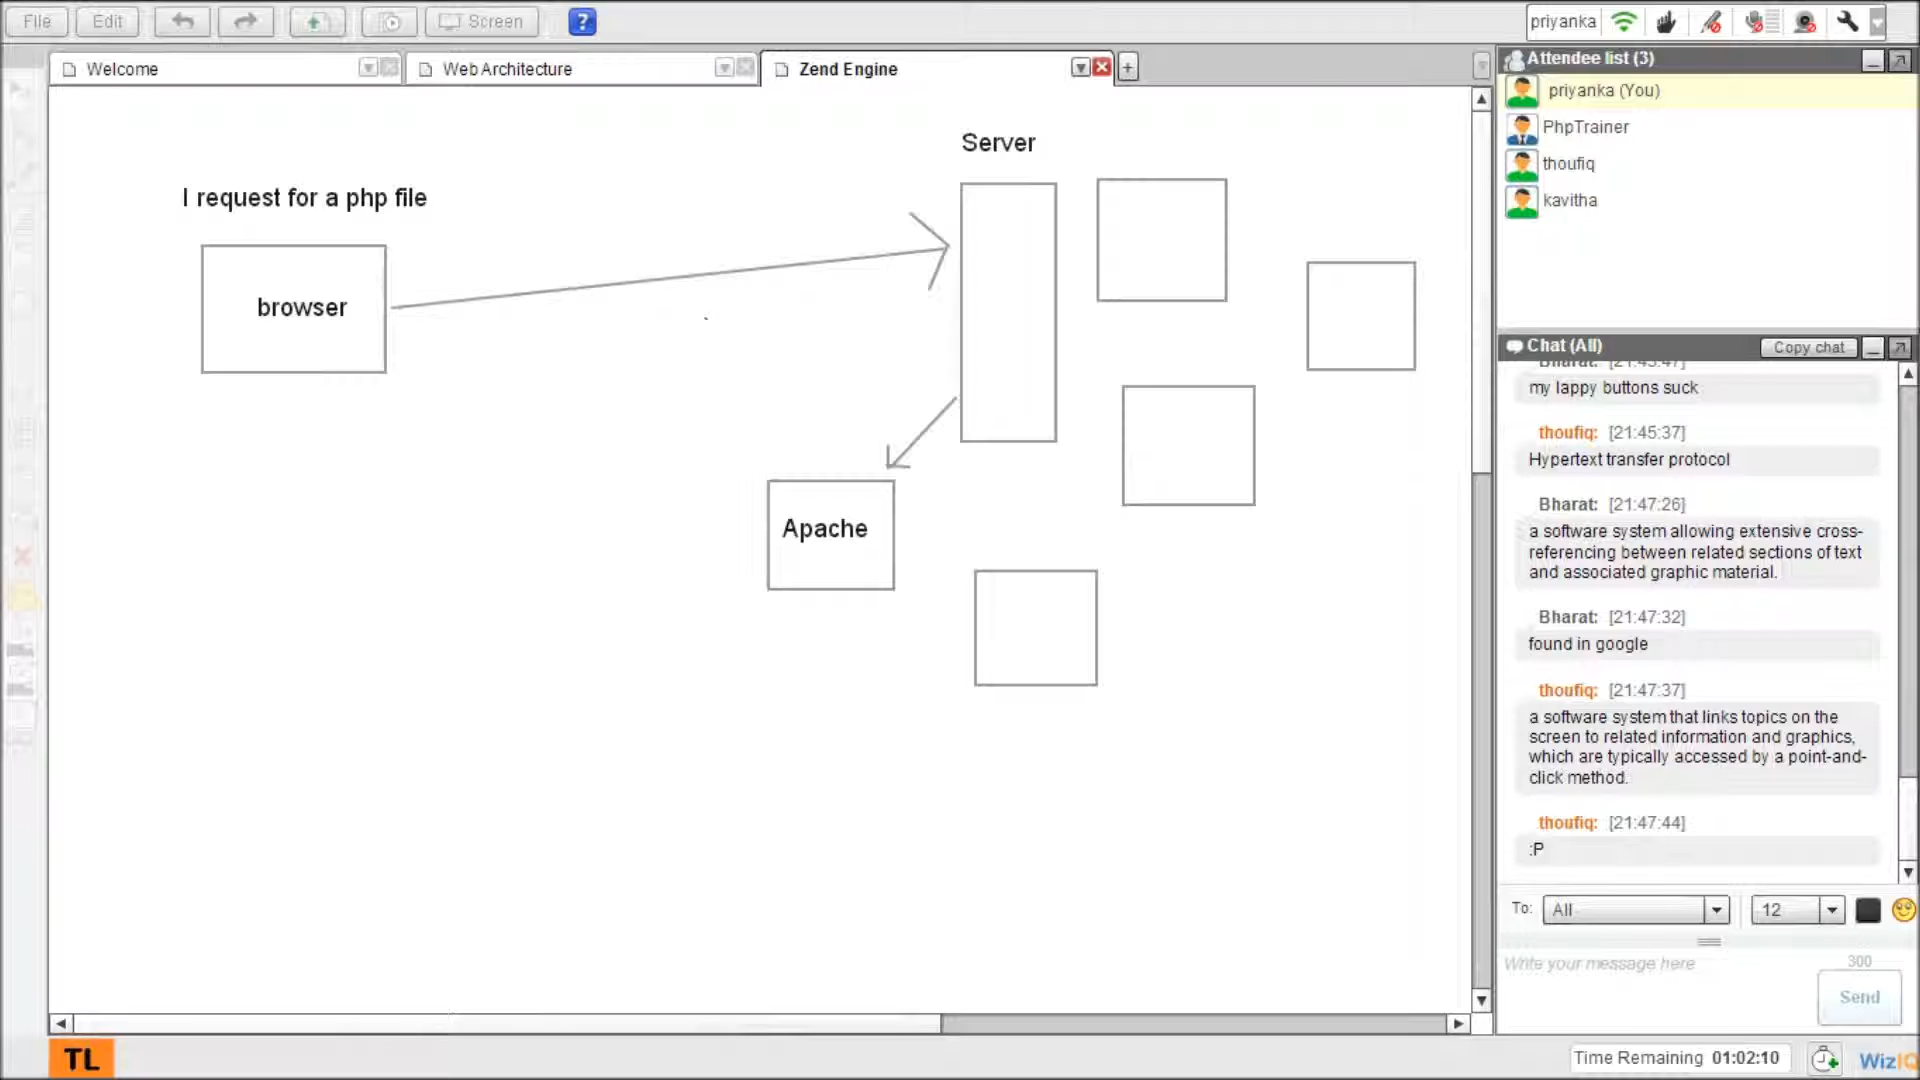 File
Edit
Screen
?
priyanka
Welcome
Web Architecture
Zend Engine
Attendee list (3)
priyanka (You)
PhpTrainer
thoufiq
kavitha
Server
I request for a php file
browser
Apache
Chat (All)
Copy chat
Bharat: [21:45:47]
my lappy buttons suck
thoufiq: [21:45:37]
Hypertext transfer protocol
Bharat: [21:47:26]
a software system allowing extensive cross-
referencing between related sections of text
and associated graphic material.
Bharat: [21:47:32]
found in google
thoufiq: [21:47:37]
a software system that links topics on the
screen to related information and graphics,
which are typically accessed by a point-and-
click method.
thoufiq: [21:47:44]
:P
To: All 12
Write your message here
300
Send
TL
Time Remaining 01:02:10
WizIQ